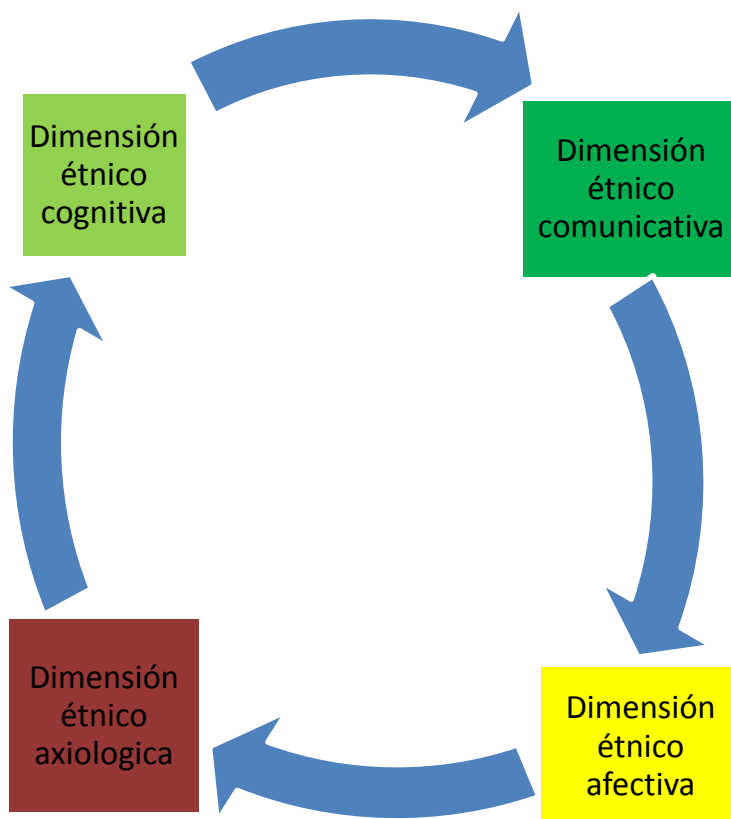 Dimensión
étnico
cognitiva
Dimensión
étnico
comunicativa
Dimensión
étnico
axiologica
Dimensión
étnico
afectiva